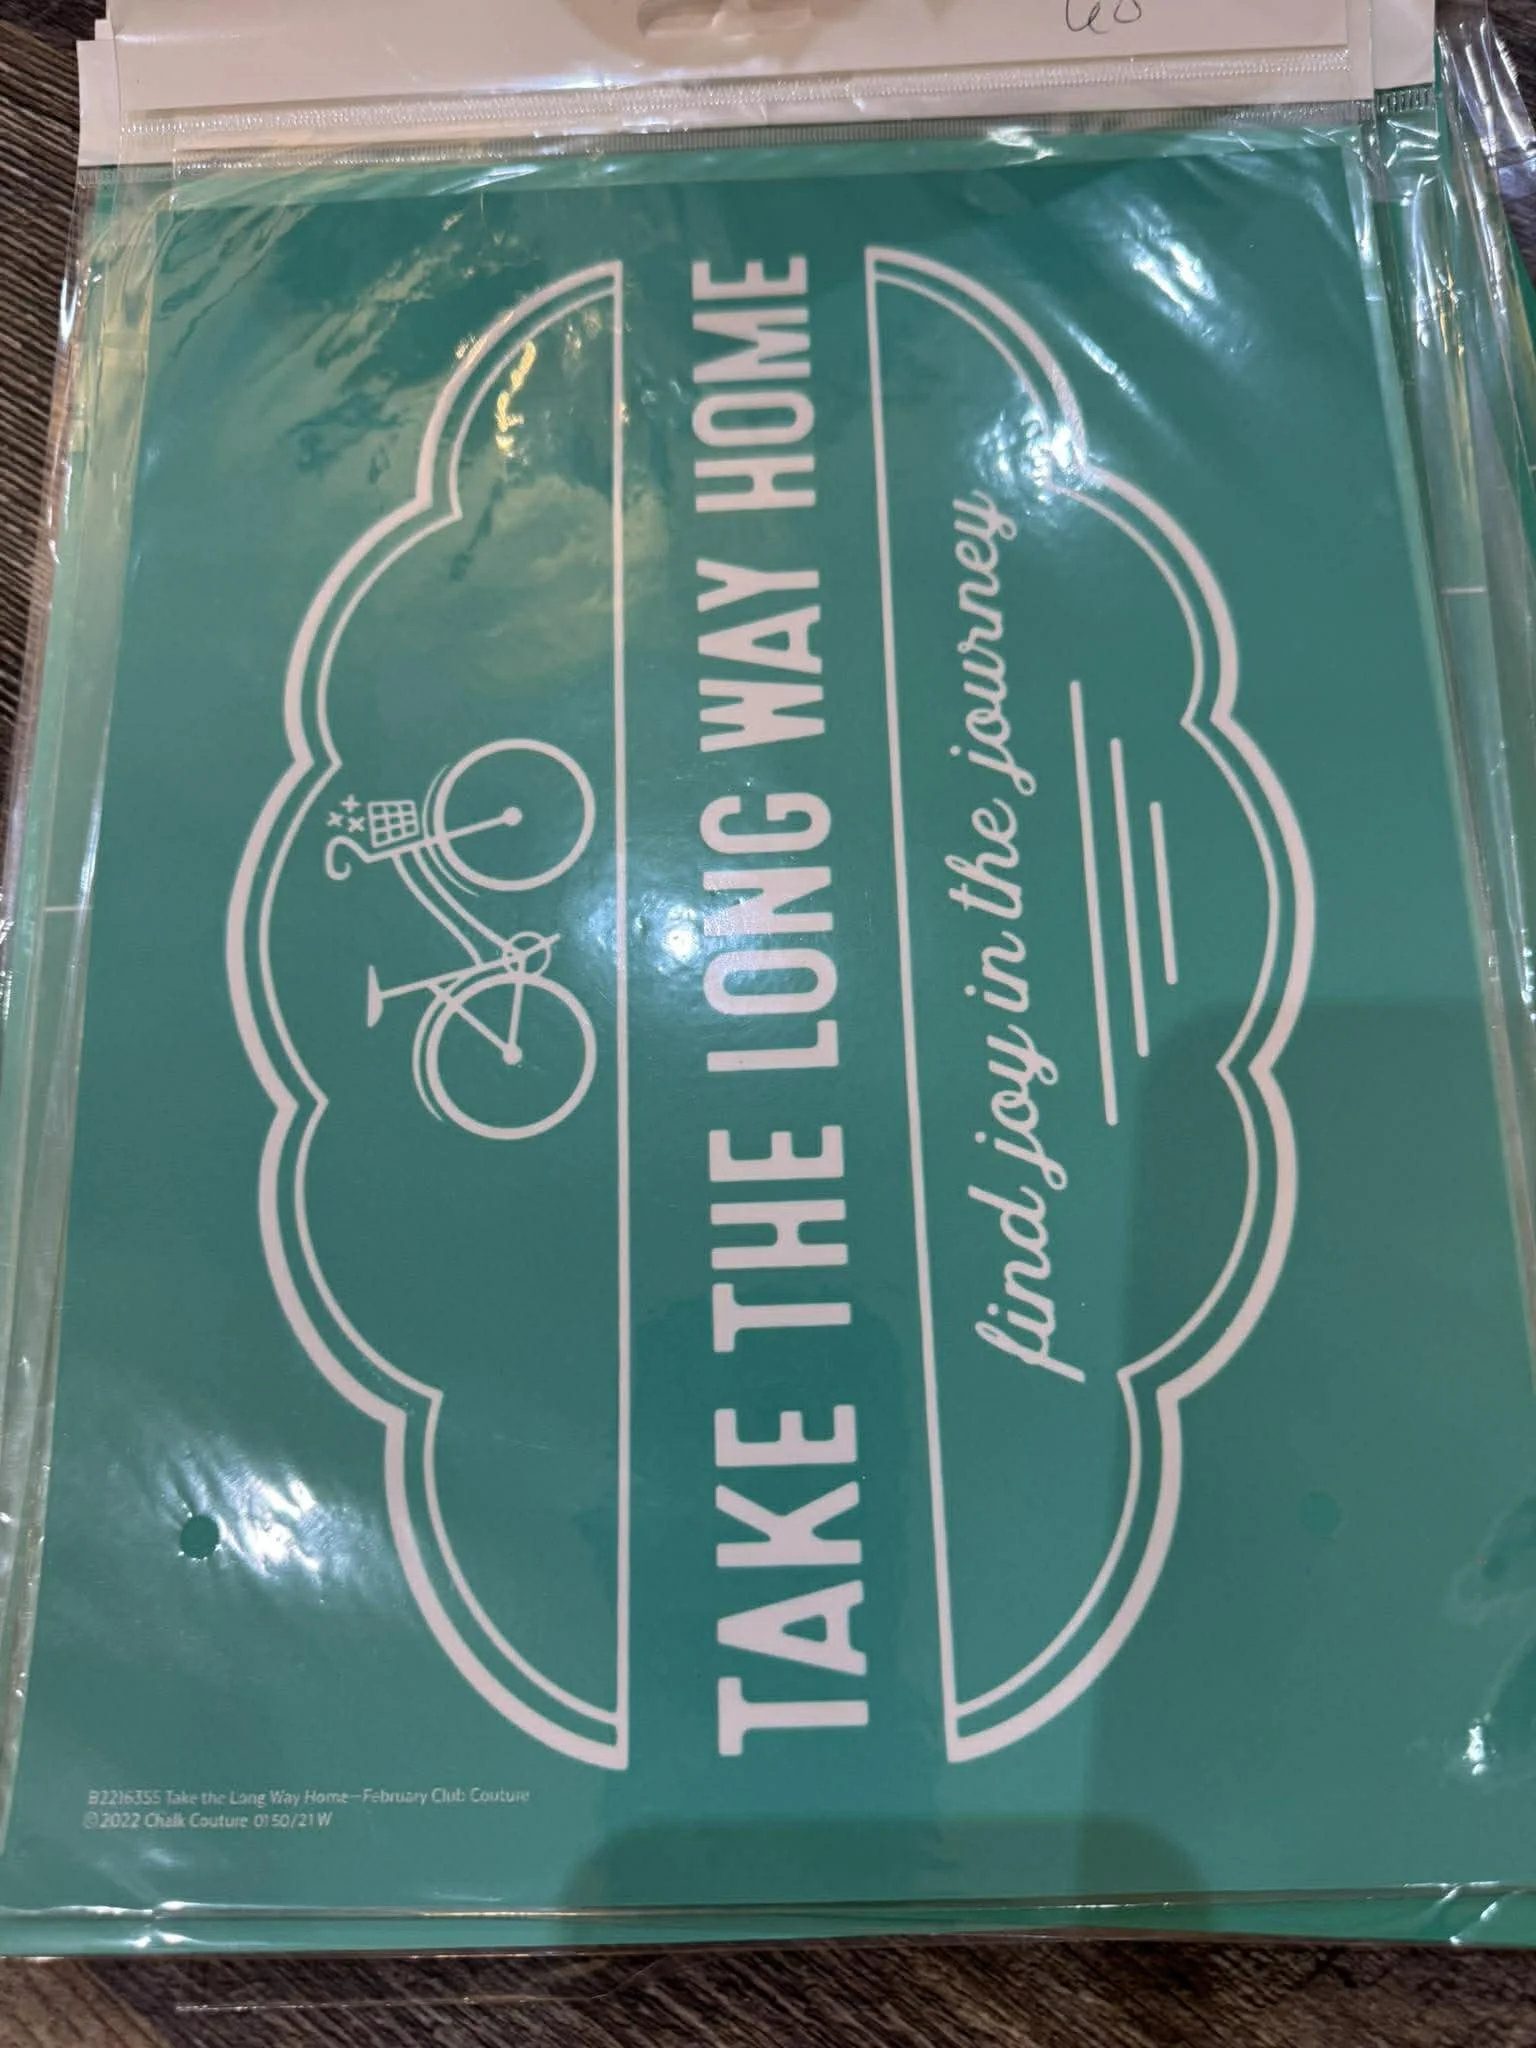 60
TAKE THE LONG WAY HOME
find joy in the journey
B2216355 Take the Long Way Home—February Club Couture
©2022 Chalk Couture 0150/21W